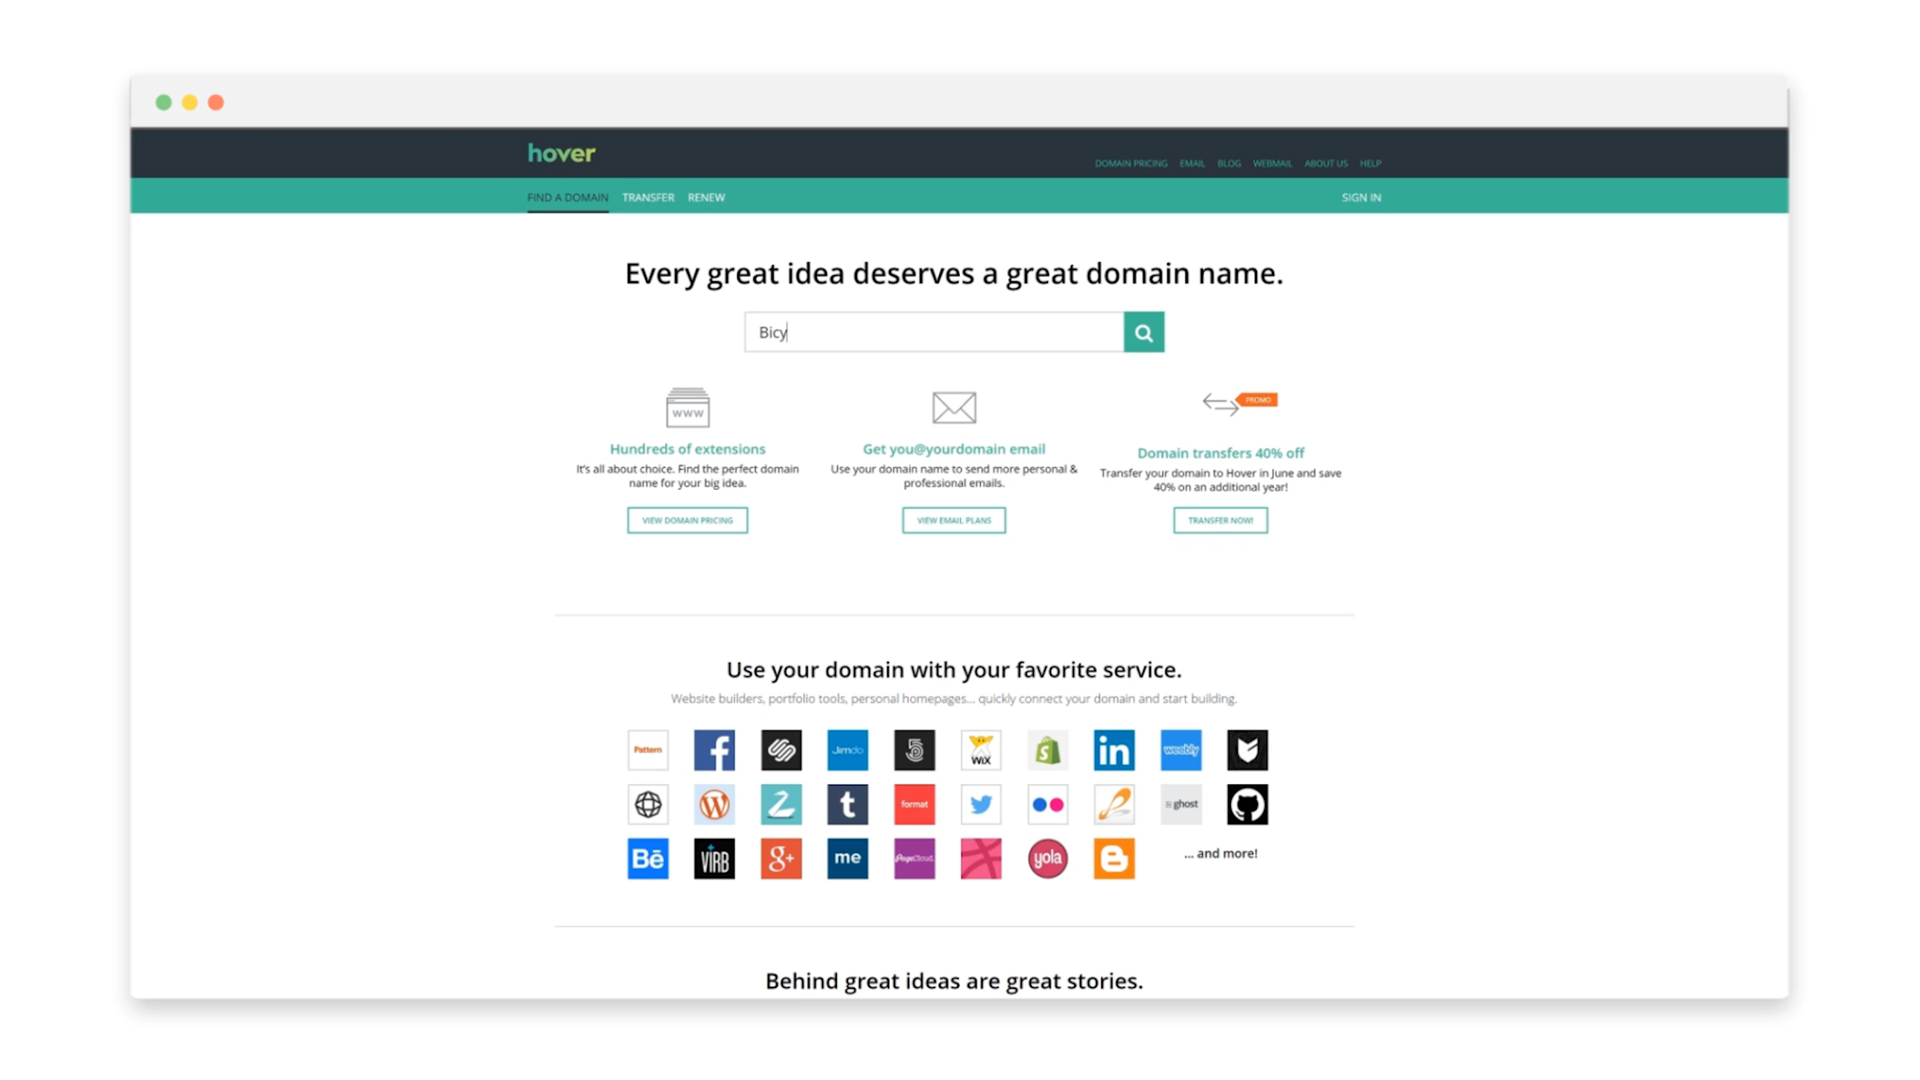 hover
DOMAIN PRICING EMAIL BLOG WEBMAIL ABOUT US HELP
FIND A DOMAIN TRANSFER RENEW SIGN IN
Every great idea deserves a great domain name.
Bicy
www
PROMO
Hundreds of extensions
It's all about choice. Find the perfect domain
name for your big idea.
VIEW DOMAIN PRICING
Get you@yourdomain email
Use your domain name to send more personal &
professional emails.
VIEW EMAIL PLANS
Domain transfers 40% off
Transfer your domain to Hover in June and save
40% on an additional year!
TRANSFER NOW!
Use your domain with your favorite service.
Website builders, portfolio tools, personal homepages... quickly connect your domain and start building.
Pattern f Jimdo 5 WiX S in weebly
W Z t format ghost
Bē VIRB g+ me PageCloud. yola B ... and more!
Behind great ideas are great stories.